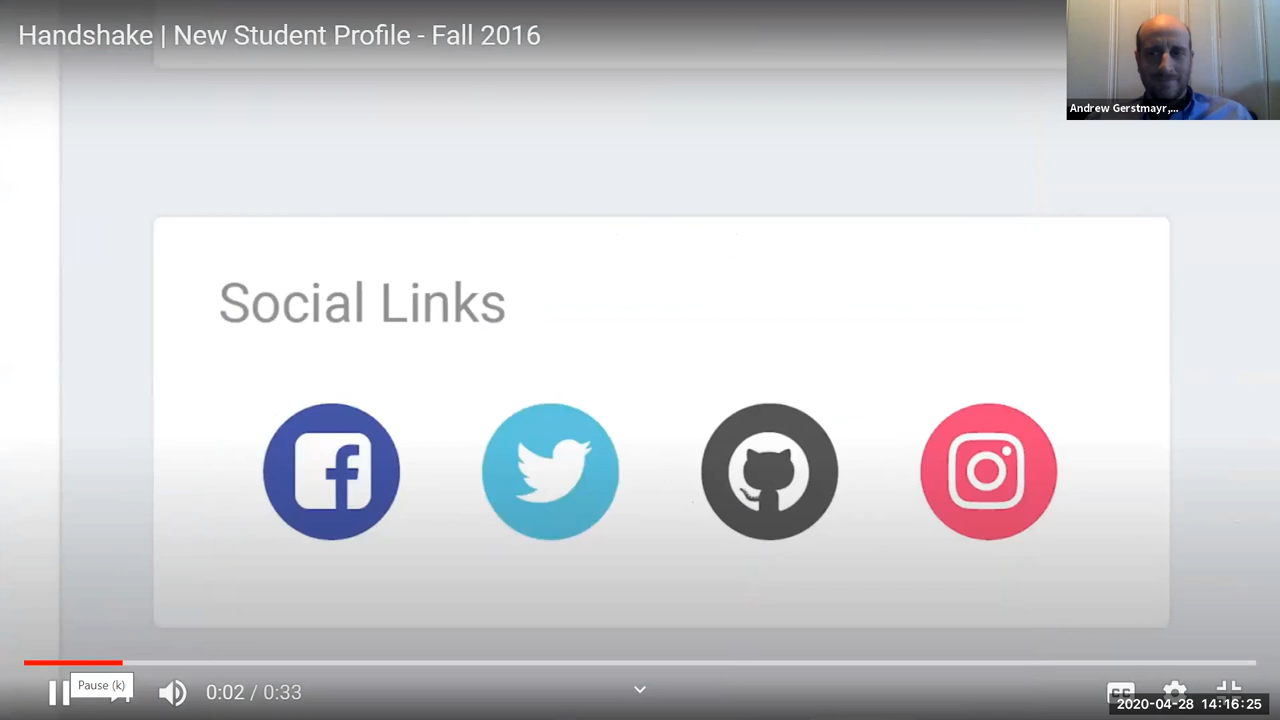 Handshake | New Student Profile - Fall 2016
Andrew Gerstmayr,...
Social Links
Pause (k)
0:02 / 0:33
CC
2020-04-28 14:16:25